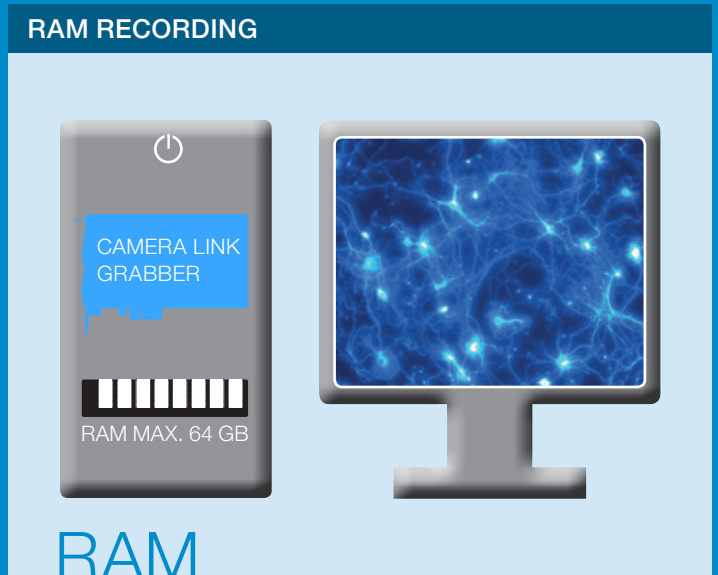 RAM RECORDING
CAMERA LINK
GRABBER
RAM MAX. 64 GB
RAM